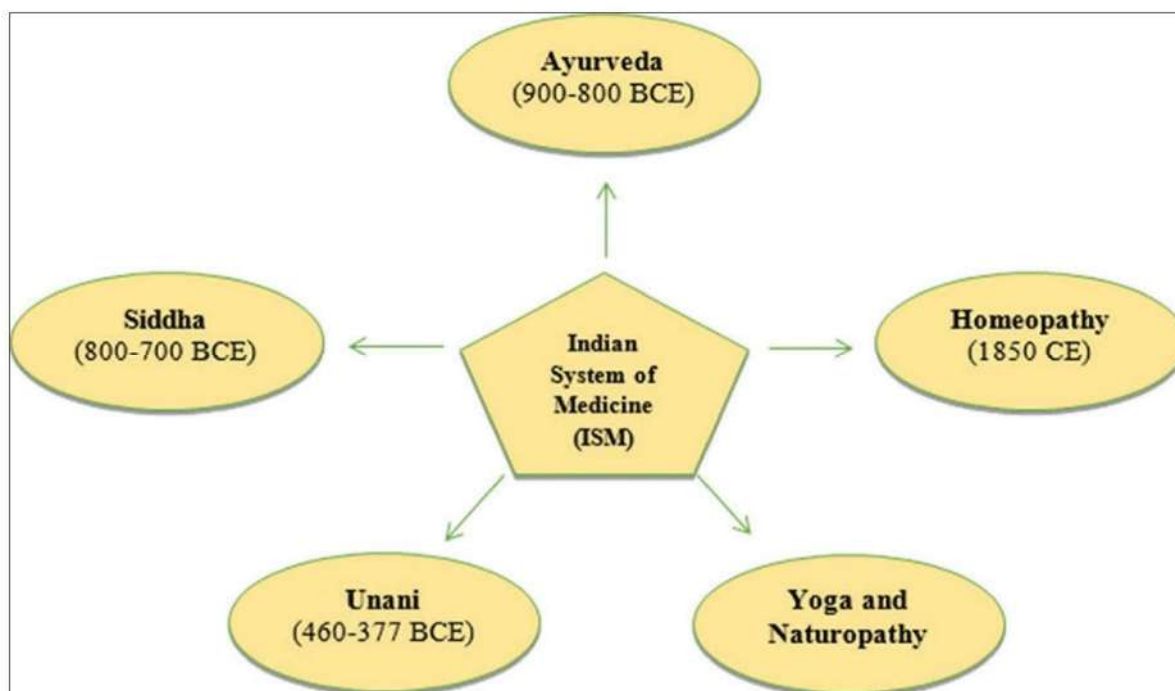 Ayurveda
(900-800 BCE)
Siddha
(800-700 BCE)
Indian
System of
Medicine
(ISM)
Homeopathy
(1850 CE)
Unani
(460-377 BCE)
Yoga and
Naturopathy